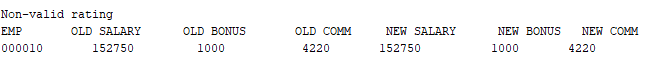 Non-valid rating
EMP OLD SALARY OLD BONUS OLD COMM NEW SALARY NEW BONUS NEW COMM
000010 152750 1000 4220 152750 1000 4220